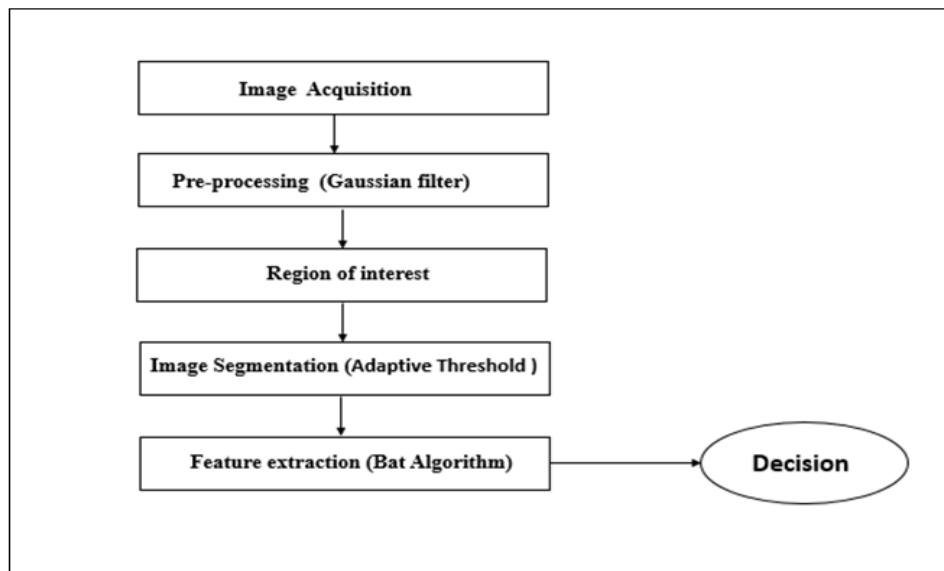 Image Acquisition
Pre-processing (Gaussian filter)
Region of interest
Image Segmentation (Adaptive Threshold )
Feature extraction (Bat Algorithm)
Decision